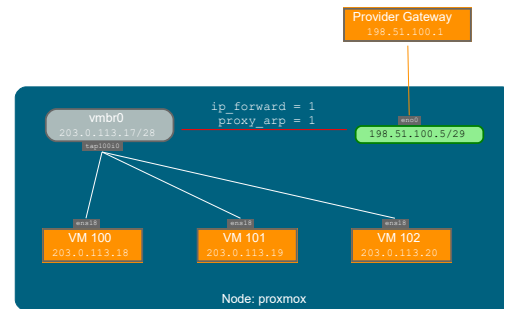 Provider Gateway
198.51.100.1
ip_forward = 1
proxy_arp = 1
vmbr0
203.0.113.17/28
tap100i0
eno0
198.51.100.5/29
ens18
VM 100
203.0.113.18
ens18
VM 101
203.0.113.19
ens18
VM 102
203.0.113.20
Node: proxmox